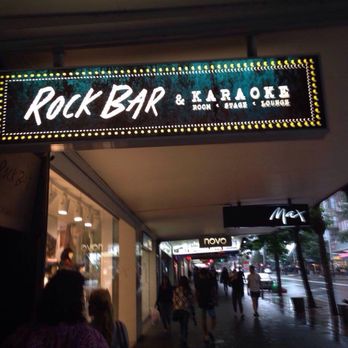 ROCK BAR & KARAOKE
ROOM · STAGE · LOUNGE
Max
novo